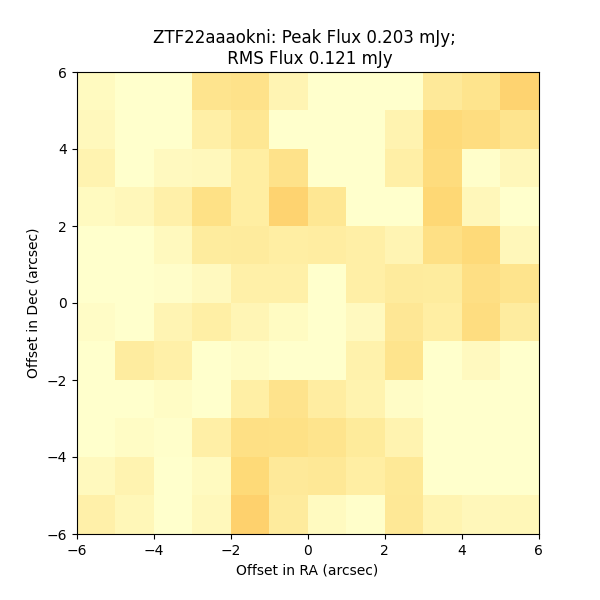 ZTF22aaaokni: Peak Flux 0.203 mJy;
RMS Flux 0.121 mJy
6
4
2
0
−2
−4
−6
Offset in Dec (arcsec)
−6 −4 −2 0 2 4 6
Offset in RA (arcsec)